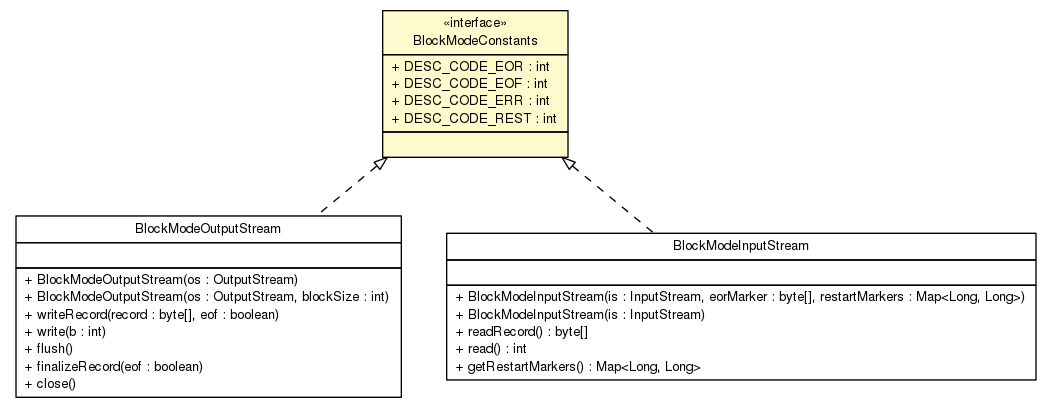 «interface»
BlockModeConstants
+ DESC_CODE_EOR : int
+ DESC_CODE_EOF : int
+ DESC_CODE_ERR : int
+ DESC_CODE_REST : int
BlockModeOutputStream
+ BlockModeOutputStream(os : OutputStream)
+ BlockModeOutputStream(os : OutputStream, blockSize : int)
+ writeRecord(record : byte[], eof : boolean)
+ write(b : int)
+ flush()
+ finalizeRecord(eof : boolean)
+ close()
BlockModeInputStream
+ BlockModeInputStream(is : InputStream, eorMarker : byte[], restartMarkers : Map<Long, Long>)
+ BlockModeInputStream(is : InputStream)
+ readRecord() : byte[]
+ read() : int
+ getRestartMarkers() : Map<Long, Long>